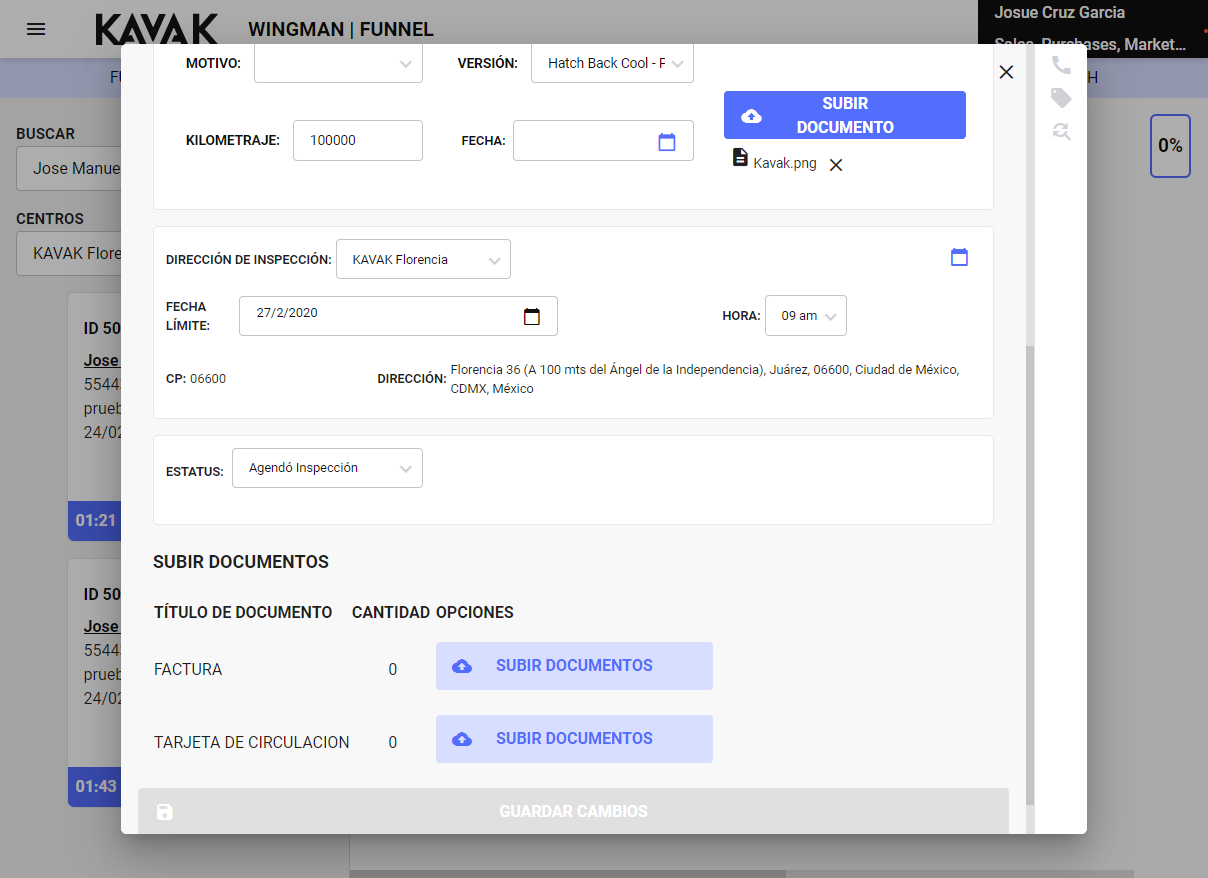 KAVAK
WINGMAN | FUNNEL
Josue Cruz Garcia
Sales, Purchases, Market...
H
BUSCAR
Jose Manue
CENTROS
KAVAK Flore
ID 50
Jose
5544
prueb
24/02
01:21
ID 50
Jose
5544
prueb
24/02
01:43
0%
MOTIVO:
VERSIÓN:
Hatch Back Cool - F
KILOMETRAJE:
100000
FECHA:
SUBIR
DOCUMENTO
Kavak.png
DIRECCIÓN DE INSPECCIÓN:
KAVAK Florencia
FECHA
LÍMITE:
27/2/2020
HORA:
09 am
CP: 06600
DIRECCIÓN:
Florencia 36 (A 100 mts del Ángel de la Independencia), Juárez, 06600, Ciudad de México,
CDMX, México
ESTATUS:
Agendó Inspección
SUBIR DOCUMENTOS
TÍTULO DE DOCUMENTO CANTIDAD OPCIONES
FACTURA 0 SUBIR DOCUMENTOS
TARJETA DE CIRCULACION 0 SUBIR DOCUMENTOS
GUARDAR CAMBIOS